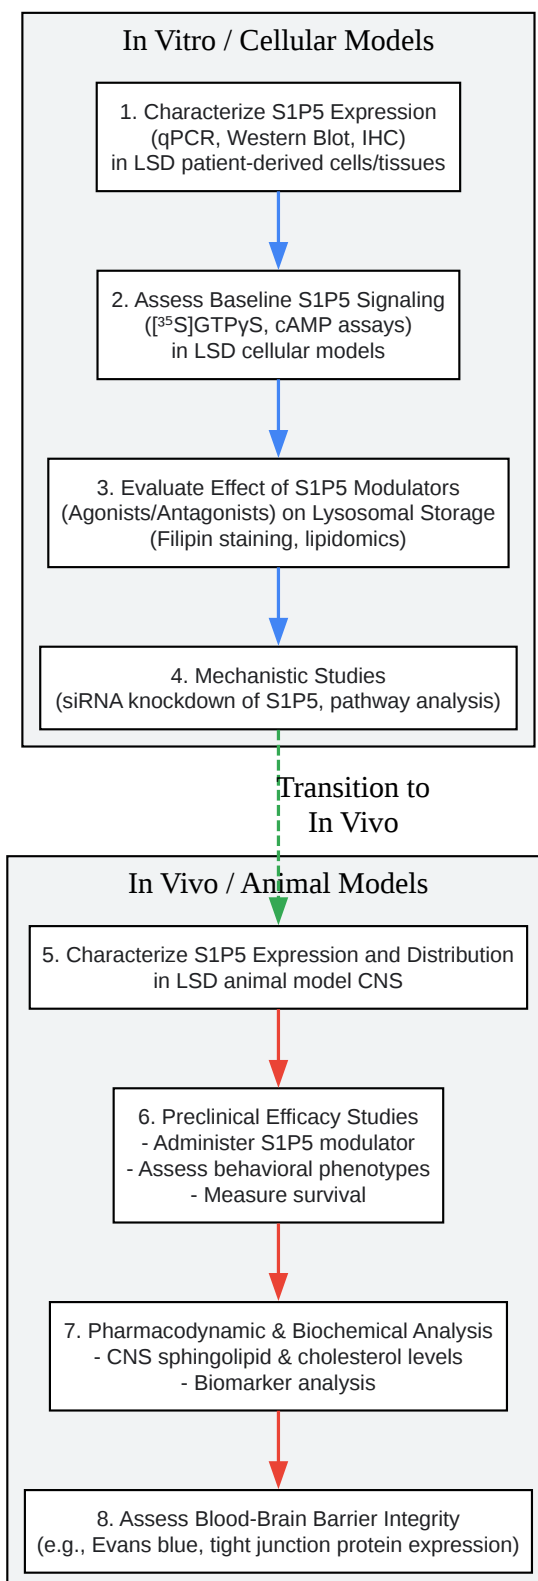 In Vitro / Cellular Models
1. Characterize S1P5 Expression
(qPCR, Western Blot, IHC)
in LSD patient-derived cells/tissues
2. Assess Baseline S1P5 Signaling
([³⁵S]GTPγS, cAMP assays)
in LSD cellular models
3. Evaluate Effect of S1P5 Modulators
(Agonists/Antagonists) on Lysosomal Storage
(Filipin staining, lipidomics)
4. Mechanistic Studies
(siRNA knockdown of S1P5, pathway analysis)
Transition to
In Vivo
In Vivo / Animal Models
5. Characterize S1P5 Expression and Distribution
in LSD animal model CNS
6. Preclinical Efficacy Studies
- Administer S1P5 modulator
- Assess behavioral phenotypes
- Measure survival
7. Pharmacodynamic & Biochemical Analysis
- CNS sphingolipid & cholesterol levels
- Biomarker analysis
8. Assess Blood-Brain Barrier Integrity
(e.g., Evans blue, tight junction protein expression)